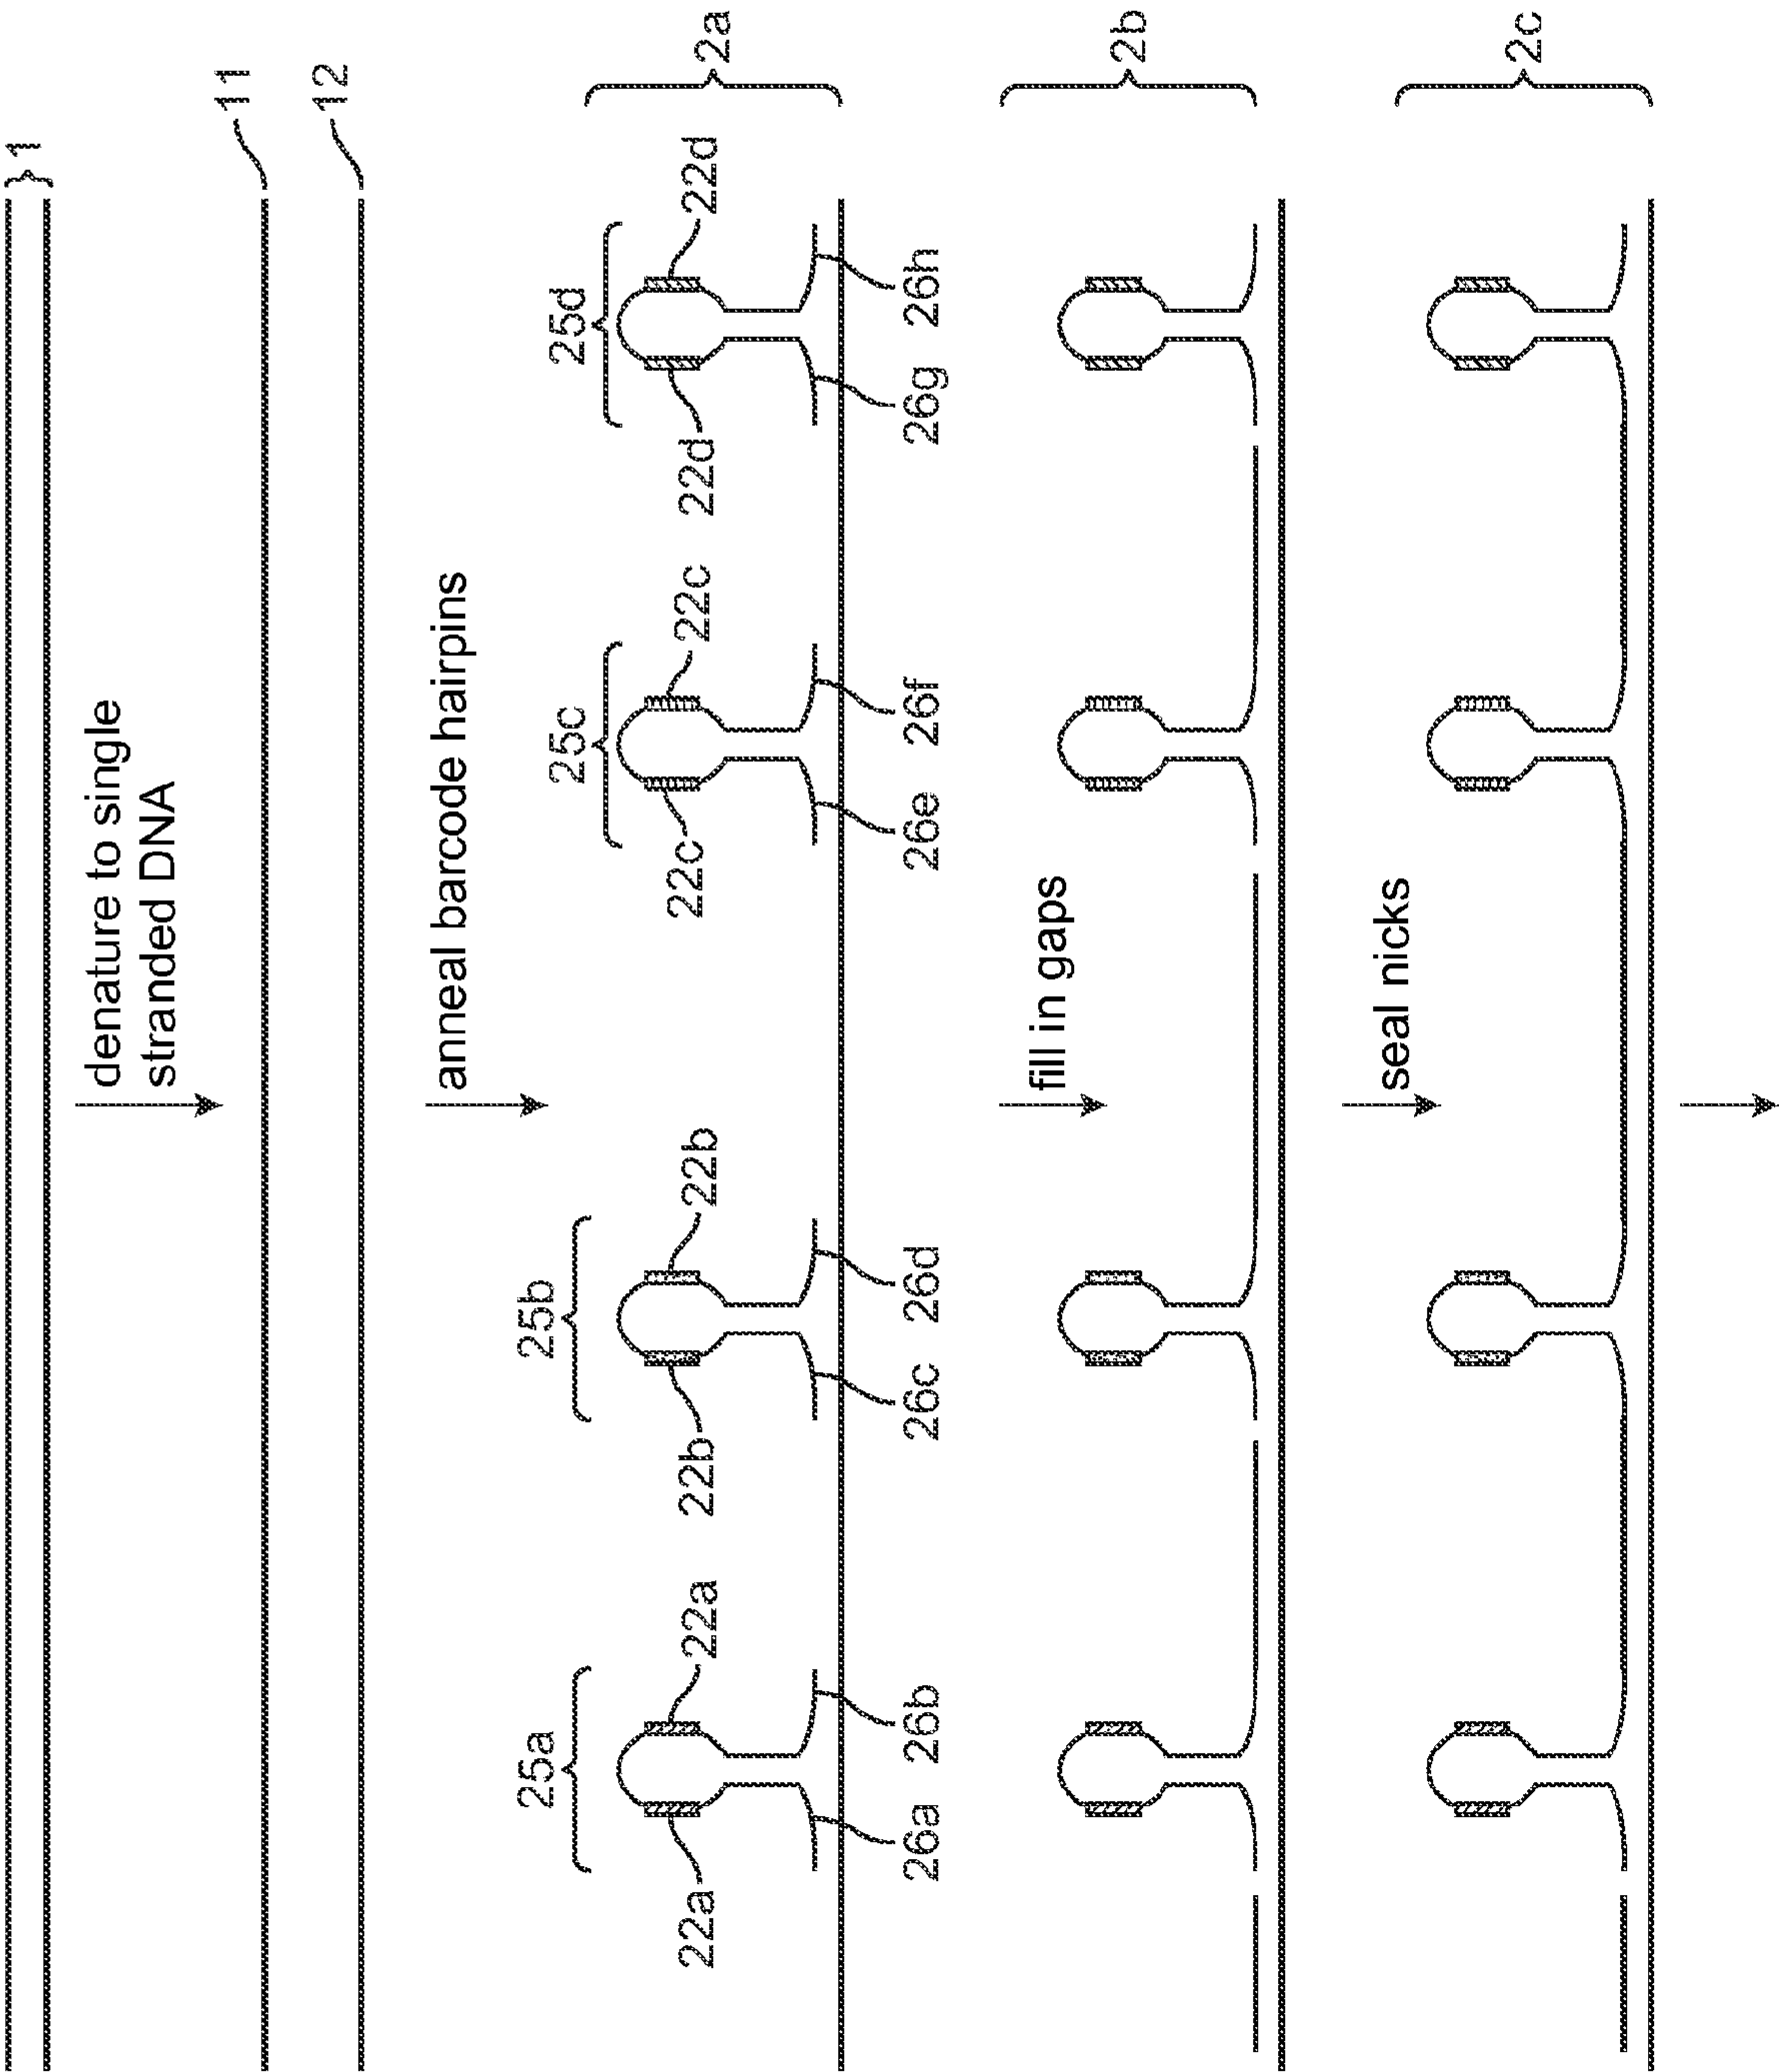 1
denature to single
stranded DNA
11
12
anneal barcode hairpins
25a
25b
25c
25d
22a
22a
22b
22b
22c
22c
22d
22d
2a
26a
26b
26c
26d
26e
26f
26g
26h
fill in gaps
2b
seal nicks
2c